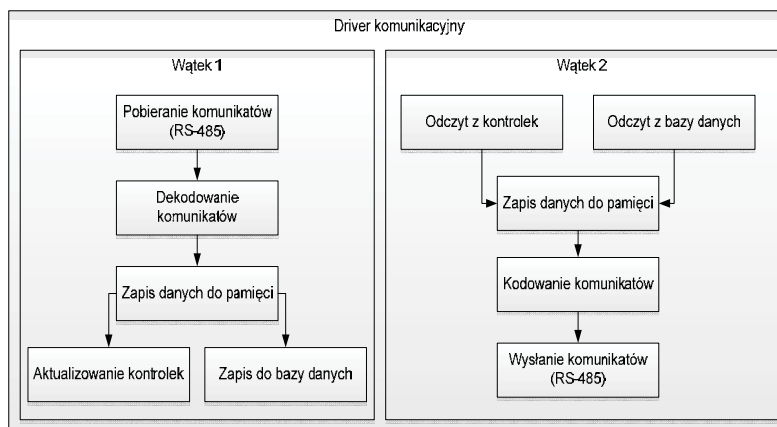 Driver komunikacyjny
Wątek 1
Pobieranie komunikatów
(RS-485)
Dekodowanie
komunikatów
Zapis danych do pamięci
Aktualizowanie kontrolek
Zapis do bazy danych
Wątek 2
Odczyt z kontrolek
Odczyt z bazy danych
Zapis danych do pamięci
Kodowanie komunikatów
Wysłanie komunikatów
(RS-485)